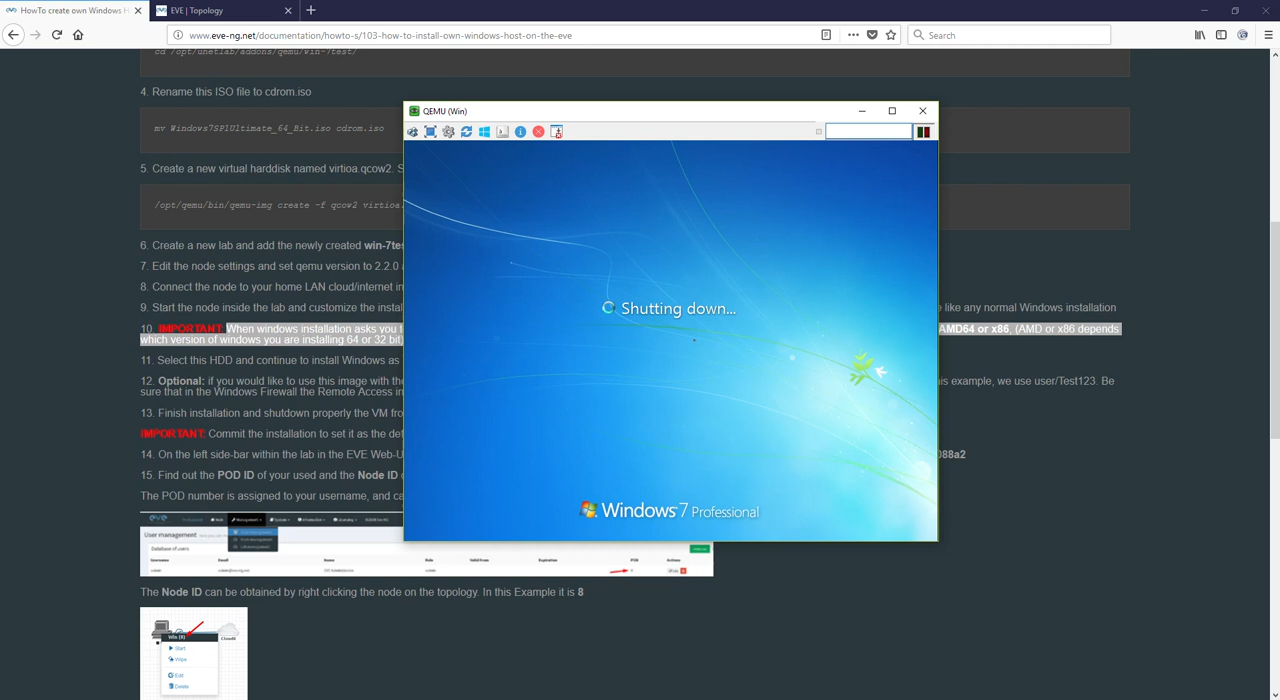 HowTo create own Windows H
EVE | Topology
www.eve-ng.net/documentation/howto-s/103-how-to-install-own-windows-host-on-the-eve
Search
cd /opt/unetlab/addons/qemu/win-7test/
4. Rename this ISO file to cdrom.iso
mv Windows7SP1Ultimate_64_Bit.iso cdrom.iso
5. Create a new virtual harddisk named virtioa.qcow2. S
/opt/qemu/bin/qemu-img create -f qcow2 virtioa.
6. Create a new lab and add the newly created win-7tes
7. Edit the node settings and set qemu version to 2.2.0
8. Connect the node to your home LAN cloud/internet in
9. Start the node inside the lab and customize the instal
like any normal Windows installation
10. IMPORTANT: When windows installation asks you t
AMD64 or x86, (AMD or x86 depends
which version of windows you are installing 64 or 32 bit)
11. Select this HDD and continue to install Windows as
12. Optional: if you would like to use this image with the
is example, we use user/Test123. Be
sure that in the Windows Firewall the Remote Access in
13. Finish installation and shutdown properly the VM fro
IMPORTANT: Commit the installation to set it as the def
14. On the left side-bar within the lab in the EVE Web-U
088a2
15. Find out the POD ID of your used and the Node ID
The POD number is assigned to your username, and ca
QEMU (Win)
Shutting down...
Windows 7 Professional
User management
Database of users
Username
Email
Name
Role
Valid From
Expiration
POD
Actions
The Node ID can be obtained by right clicking the node on the topology. In this Example it is 8
Win (8)
Cloud0
Start
Wipe
Edit
Delete